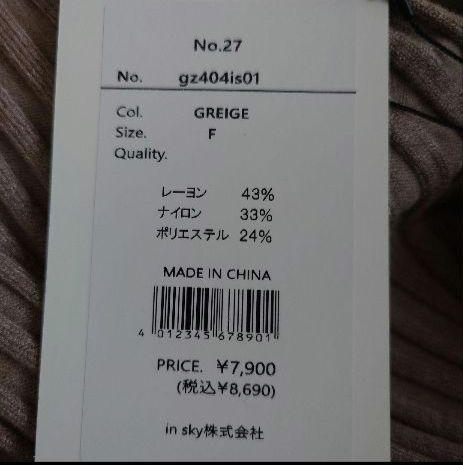 No.27
No. gz404is01
Col. GREIGE
Size. F
Quality.
レーヨン 43%
ナイロン 33%
ポリエステル 24%
MADE IN CHINA
4 012345 678901
PRICE. ¥7,900
(税込¥8,690)
in sky株式会社